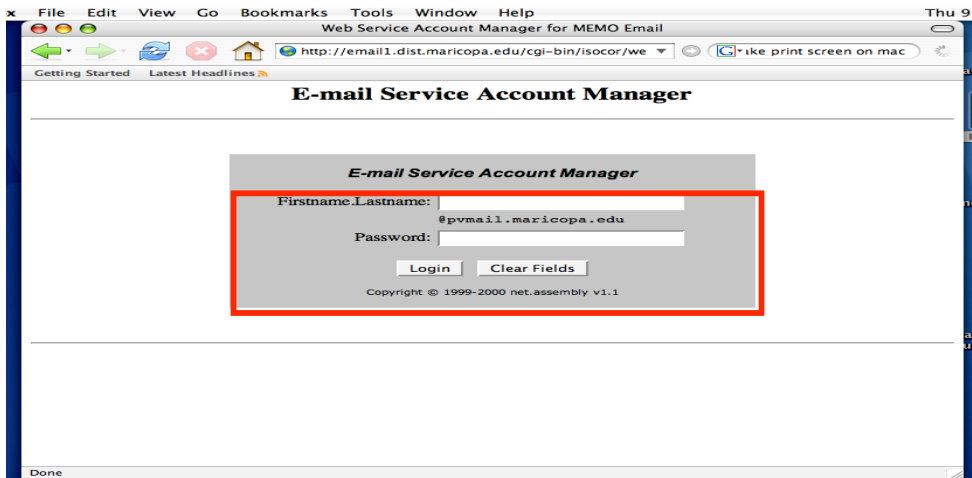 x File Edit View Go Bookmarks Tools Window Help Thu 9
Web Service Account Manager for MEMO Email
http://email1.dist.maricopa.edu/cgi-bin/isocor/we G ike print screen on mac
Getting Started Latest Headlines
E-mail Service Account Manager
E-mail Service Account Manager
Firstname.Lastname:
@pvmail.maricopa.edu
Password:
Login Clear Fields
Copyright © 1999-2000 net.assembly v1.1
Done